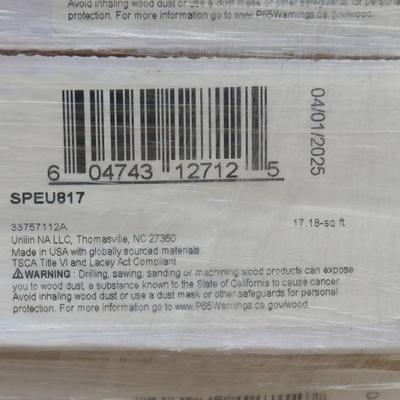 Avoid inhaling wood dust or use a dust mask or other safeguards for personal
protection. For more information go to www.P65Warnings.ca.gov/wood
04/01/2025
6 04743 12712 5
SPEU817
33757112A
17.18-sq ft
Unilin NA LLC, Thomasville, NC 27360
Made in USA with globally sourced materials.
TSCA Title VI and Lacey Act Compliant
⚠WARNING: Drilling, sawing, sanding or machining wood products can expose
you to wood dust, a substance known to the State of California to cause cancer.
Avoid inhaling wood dust or use a dust mask or other safeguards for personal
protection. For more information go to www.P65Warnings.ca.gov/wood.